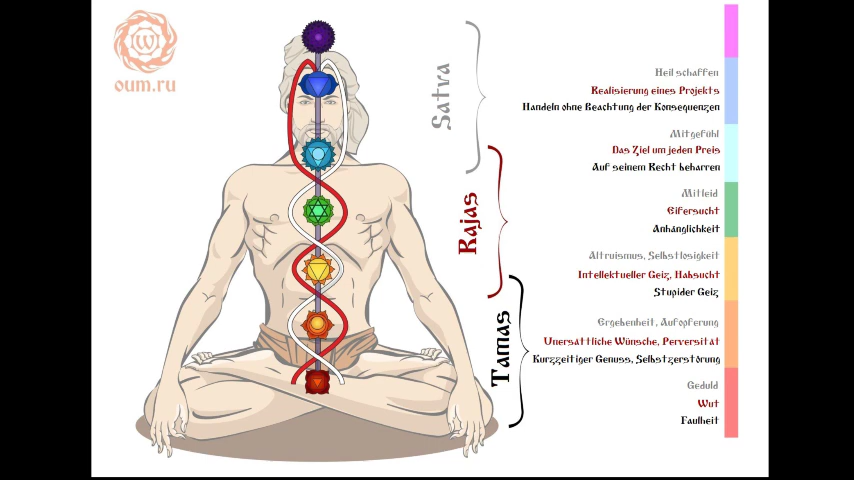 oum.ru
Satva
Rajas
Tamas
Heil schaffen
Realisierung eines Projekts
Handeln ohne Beachtung der Konsequenzen
Mitgefühl
Das Ziel um jeden Preis
Auf seinem Recht beharren
Mitleid
Eifersucht
Anhänglichkeit
Altruismus, Selbstlosigkeit
Intellektueller Geiz, Habsucht
Stupider Geiz
Ergebenheit, Aufopferung
Unersattliche Wünsche, Perversitat
Kurzzeitiger Genuss, Selbstzerstörung
Geduld
Wut
Faulheit